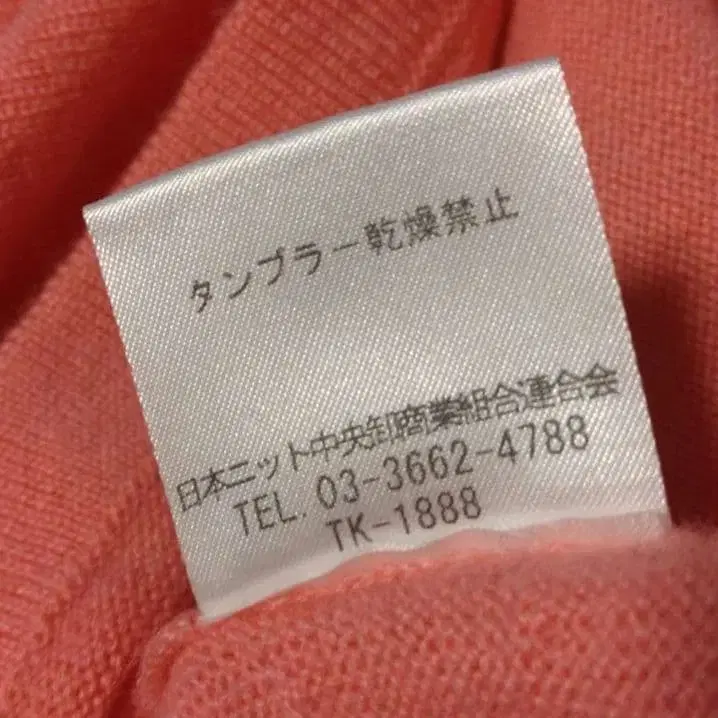 タンブラー乾燥禁止
日本ニット中央卸商業組合連合会
TEL. 03-3662-4788
TK-1888